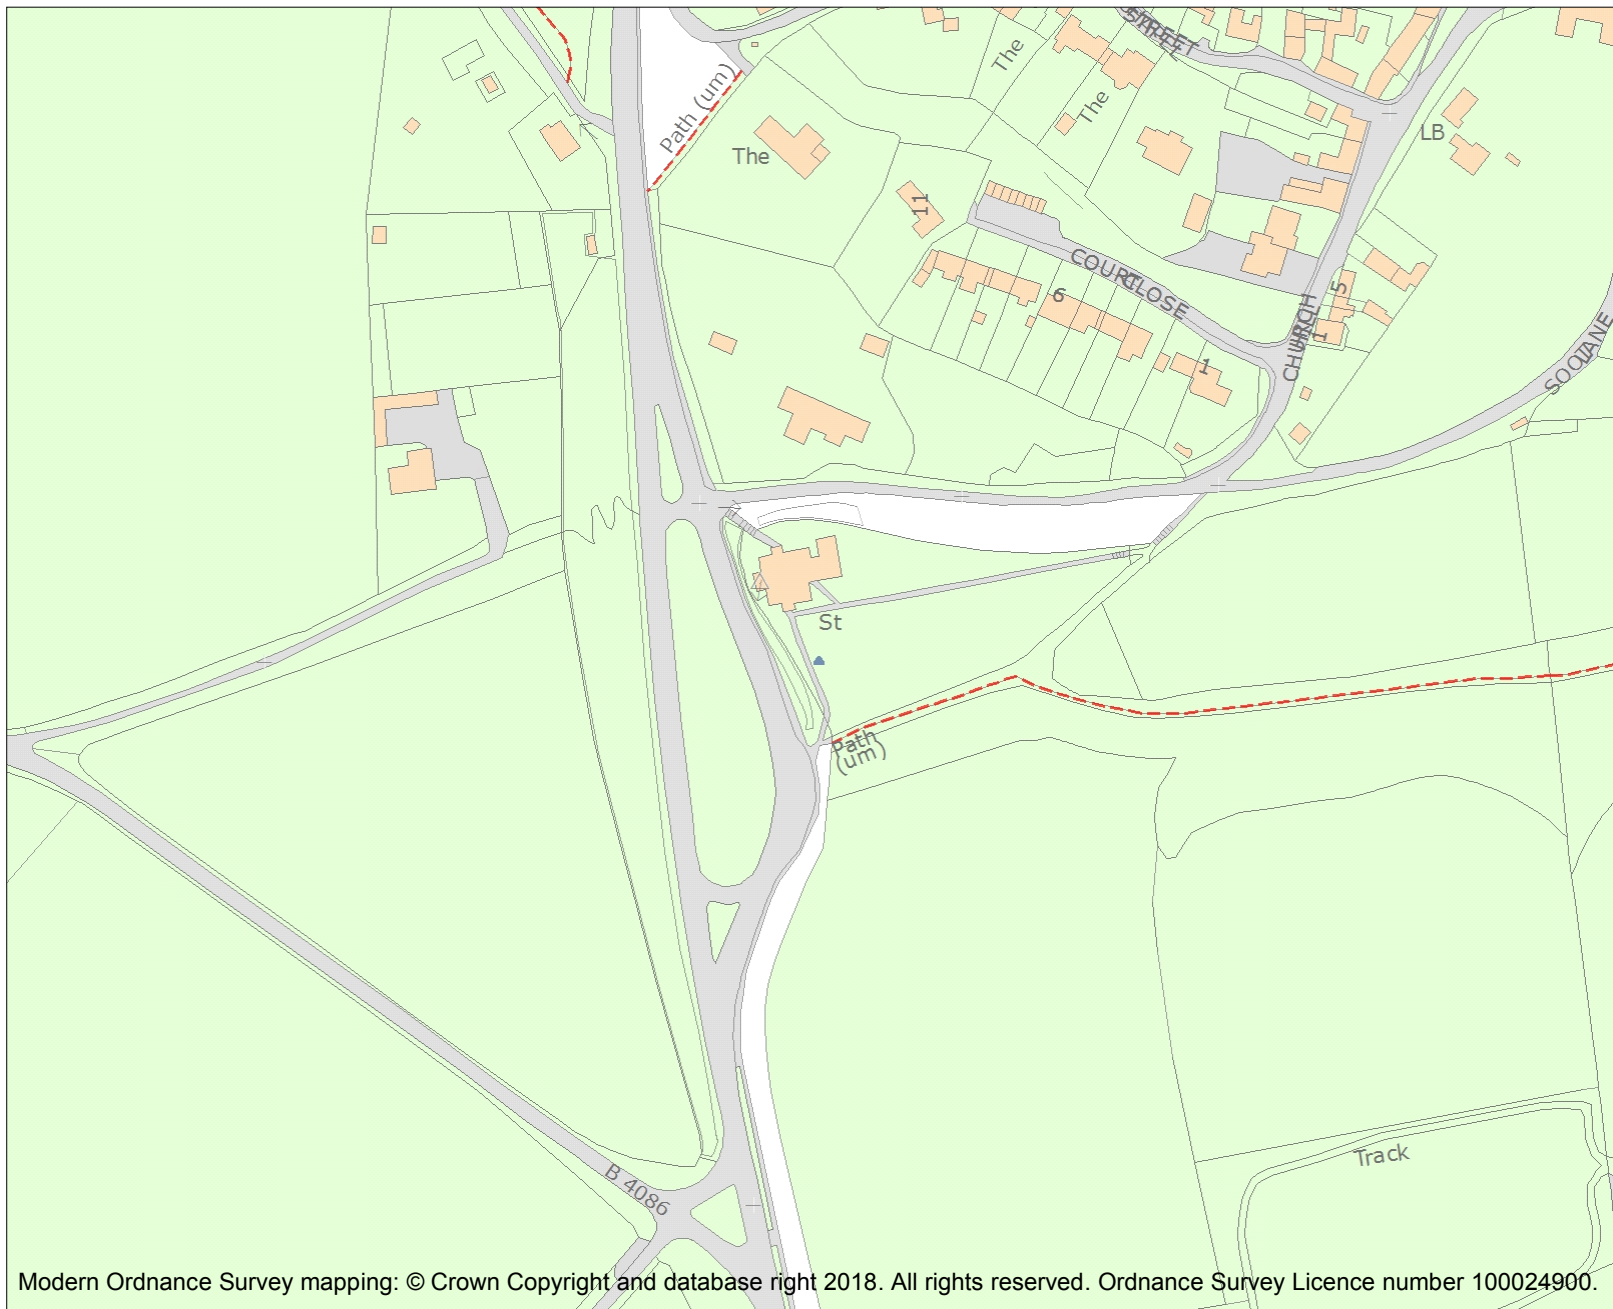 STREET
The
The
Path (um)
The
LB
11
COURT CLOSE
6
5
1
CHURCH
1
SOOT LANE
St
Path
(um)
Track
B 4086
Modern Ordnance Survey mapping: © Crown Copyright and database right 2018. All rights reserved. Ordnance Survey Licence number 100024900.